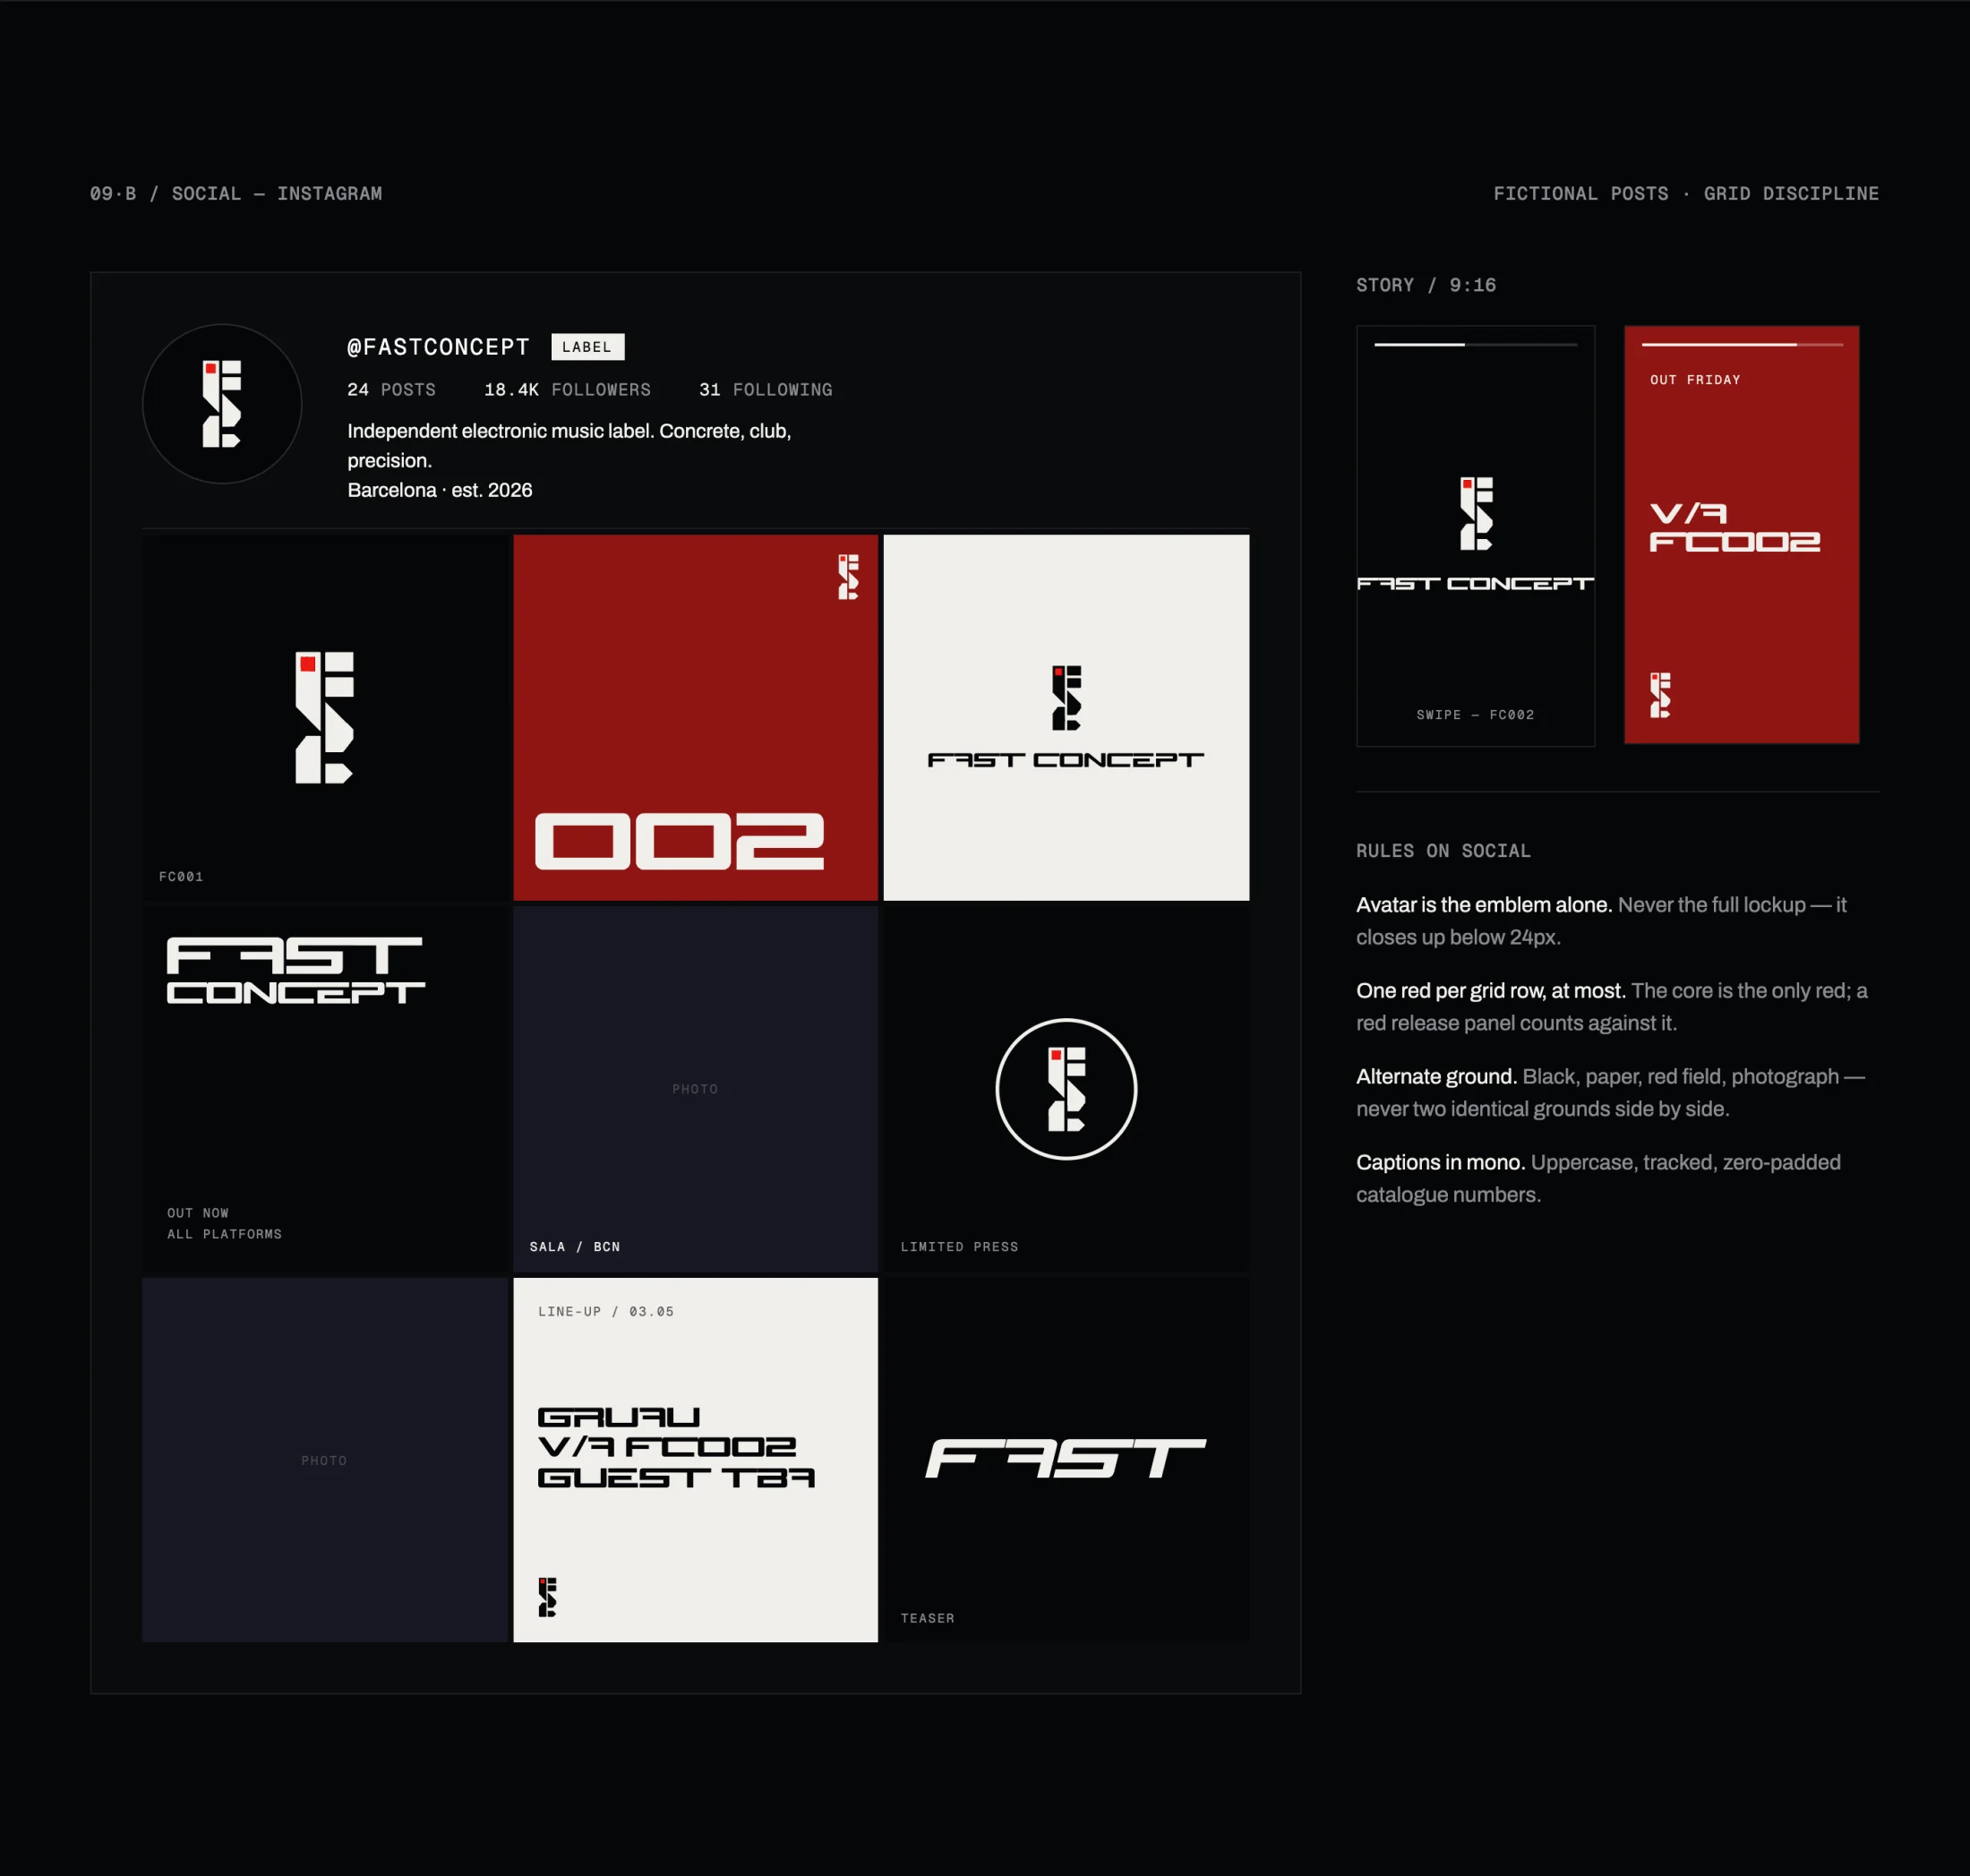 09·B / SOCIAL — INSTAGRAM
FICTIONAL POSTS · GRID DISCIPLINE
@FASTCONCEPT
LABEL
24 POSTS 18.4K FOLLOWERS 31 FOLLOWING
Independent electronic music label. Concrete, club,
precision.
Barcelona · est. 2026
FC001
002
FAST CONCEPT
FAST
CONCEPT
OUT NOW
ALL PLATFORMS
PHOTO
SALA / BCN
LIMITED PRESS
PHOTO
LINE-UP / 03.05
GRUAU
V/A FC002
GUEST TBA
FAST
TEASER
STORY / 9:16
FAST CONCEPT
SWIPE — FC002
OUT FRIDAY
V/A
FC002
RULES ON SOCIAL
Avatar is the emblem alone. Never the full lockup — it
closes up below 24px.
One red per grid row, at most. The core is the only red; a
red release panel counts against it.
Alternate ground. Black, paper, red field, photograph —
never two identical grounds side by side.
Captions in mono. Uppercase, tracked, zero-padded
catalogue numbers.